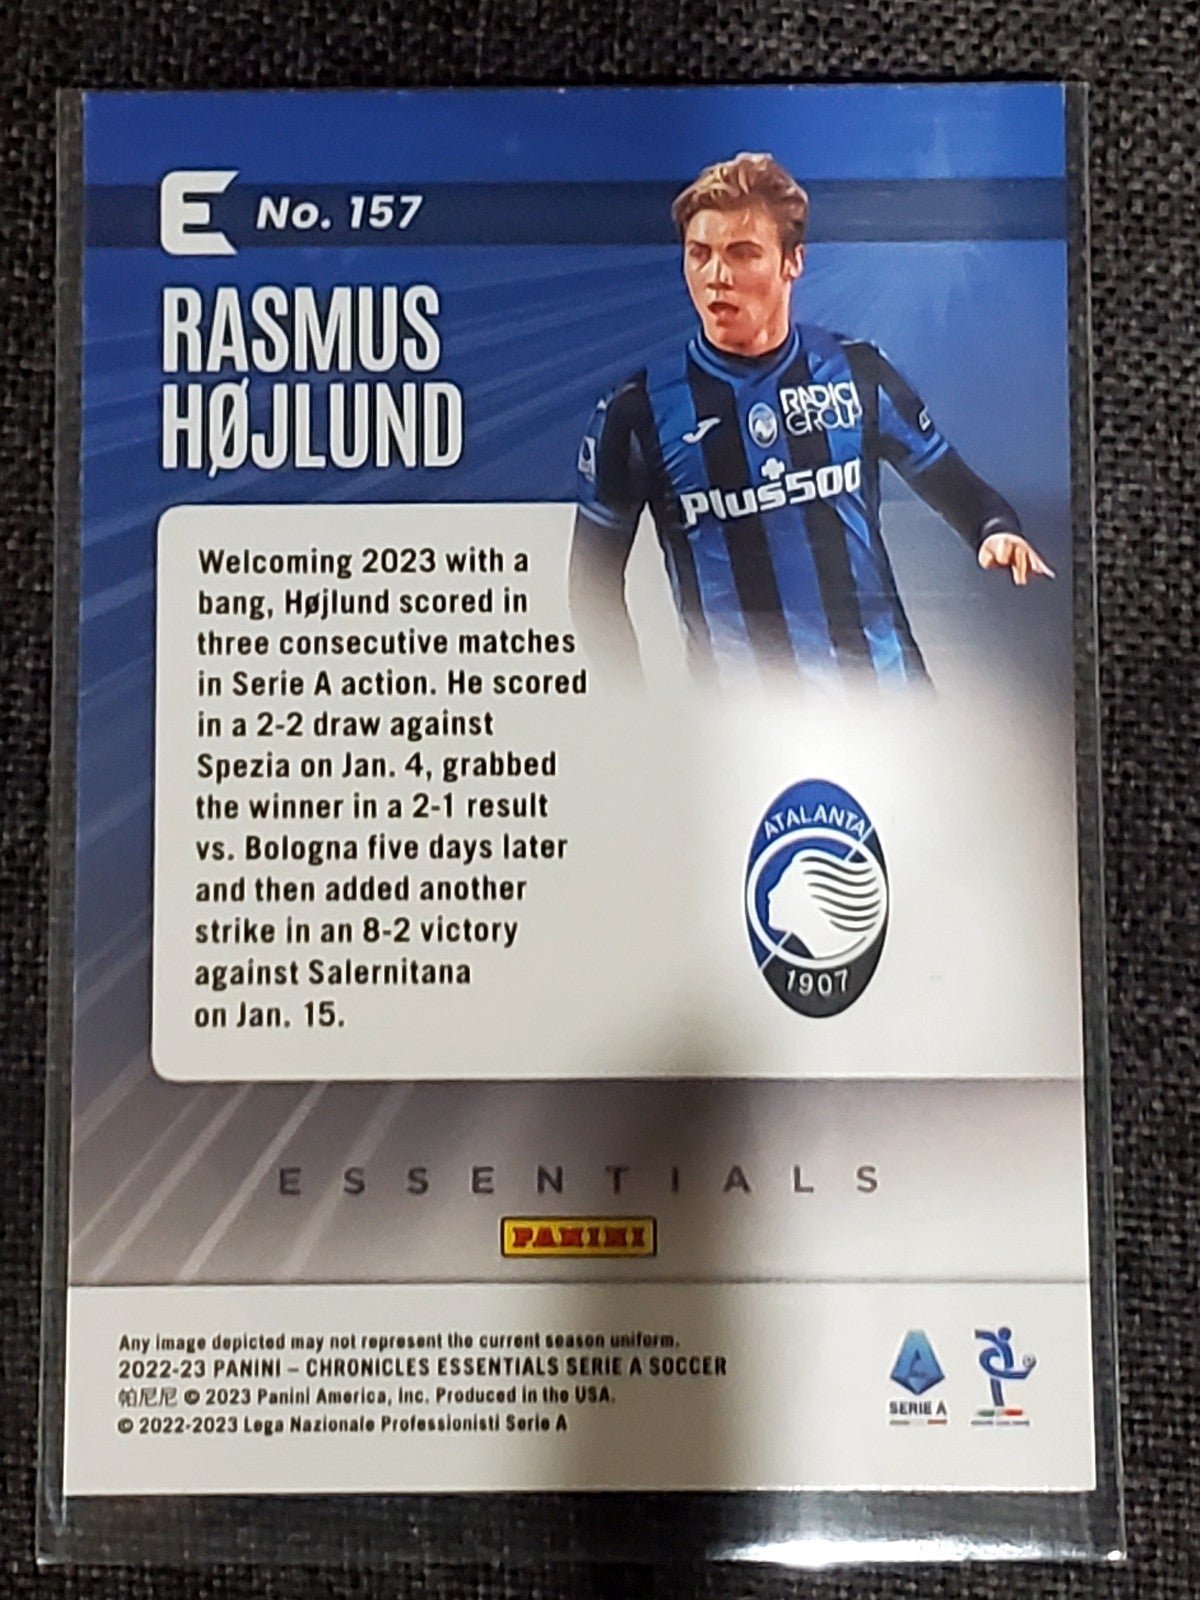 E No. 157
RASMUS
HØJLUND
RADICI
GROUP
Plus500
Welcoming 2023 with a
bang, Højlund scored in
three consecutive matches
in Serie A action. He scored
in a 2-2 draw against
Spezia on Jan. 4, grabbed
the winner in a 2-1 result
vs. Bologna five days later
and then added another
strike in an 8-2 victory
against Salernitana
on Jan. 15.
ATALANTA
1907
ESSENTIALS
PANINI
Any image depicted may not represent the current season uniform.
2022-23 PANINI – CHRONICLES ESSENTIALS SERIE A SOCCER
帕尼尼 © 2023 Panini America, Inc. Produced in the USA.
© 2022-2023 Lega Nazionale Professionisti Serie A
SERIE A